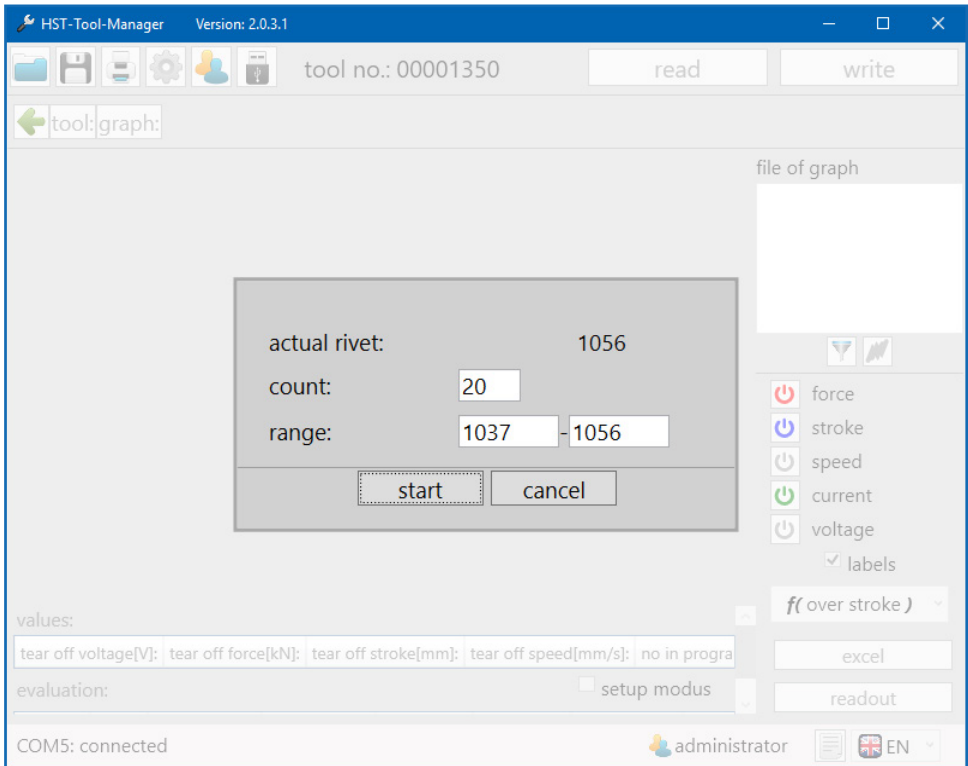 HST-Tool-Manager Version: 2.0.3.1
tool no.: 00001350 read write
tool: graph:
file of graph
actual rivet: 1056
count: 20
range: 1037 - 1056
start cancel
force
stroke
speed
current
voltage
labels
f( over stroke )
values:
tear off voltage[V]: tear off force[kN]: tear off stroke[mm]: tear off speed[mm/s]: no in progra
excel
evaluation: setup modus
readout
COM5: connected administrator EN